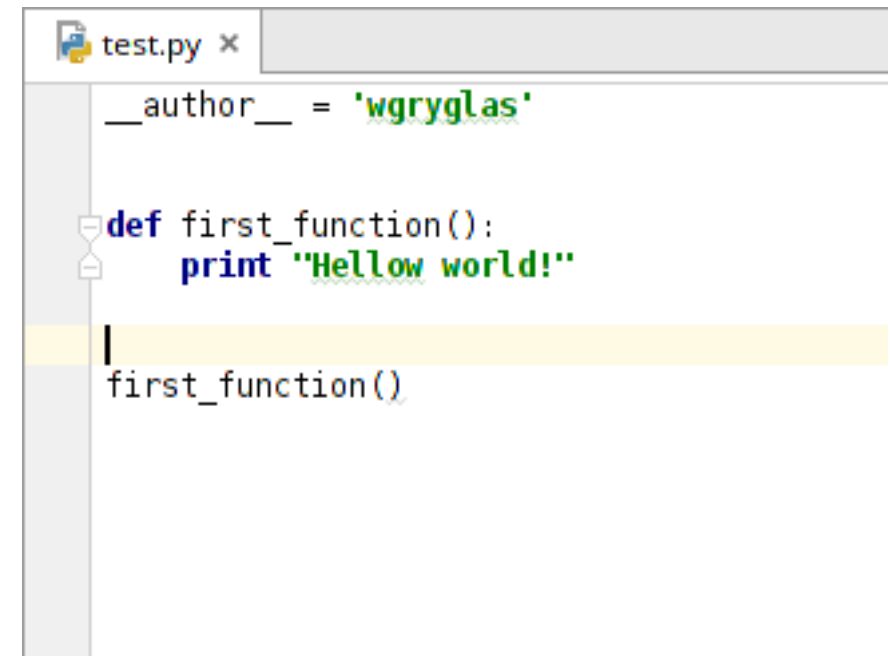 test.py ×
__author__ = 'wgryglas'
def first_function():
    print "Hellow world!"
first_function()